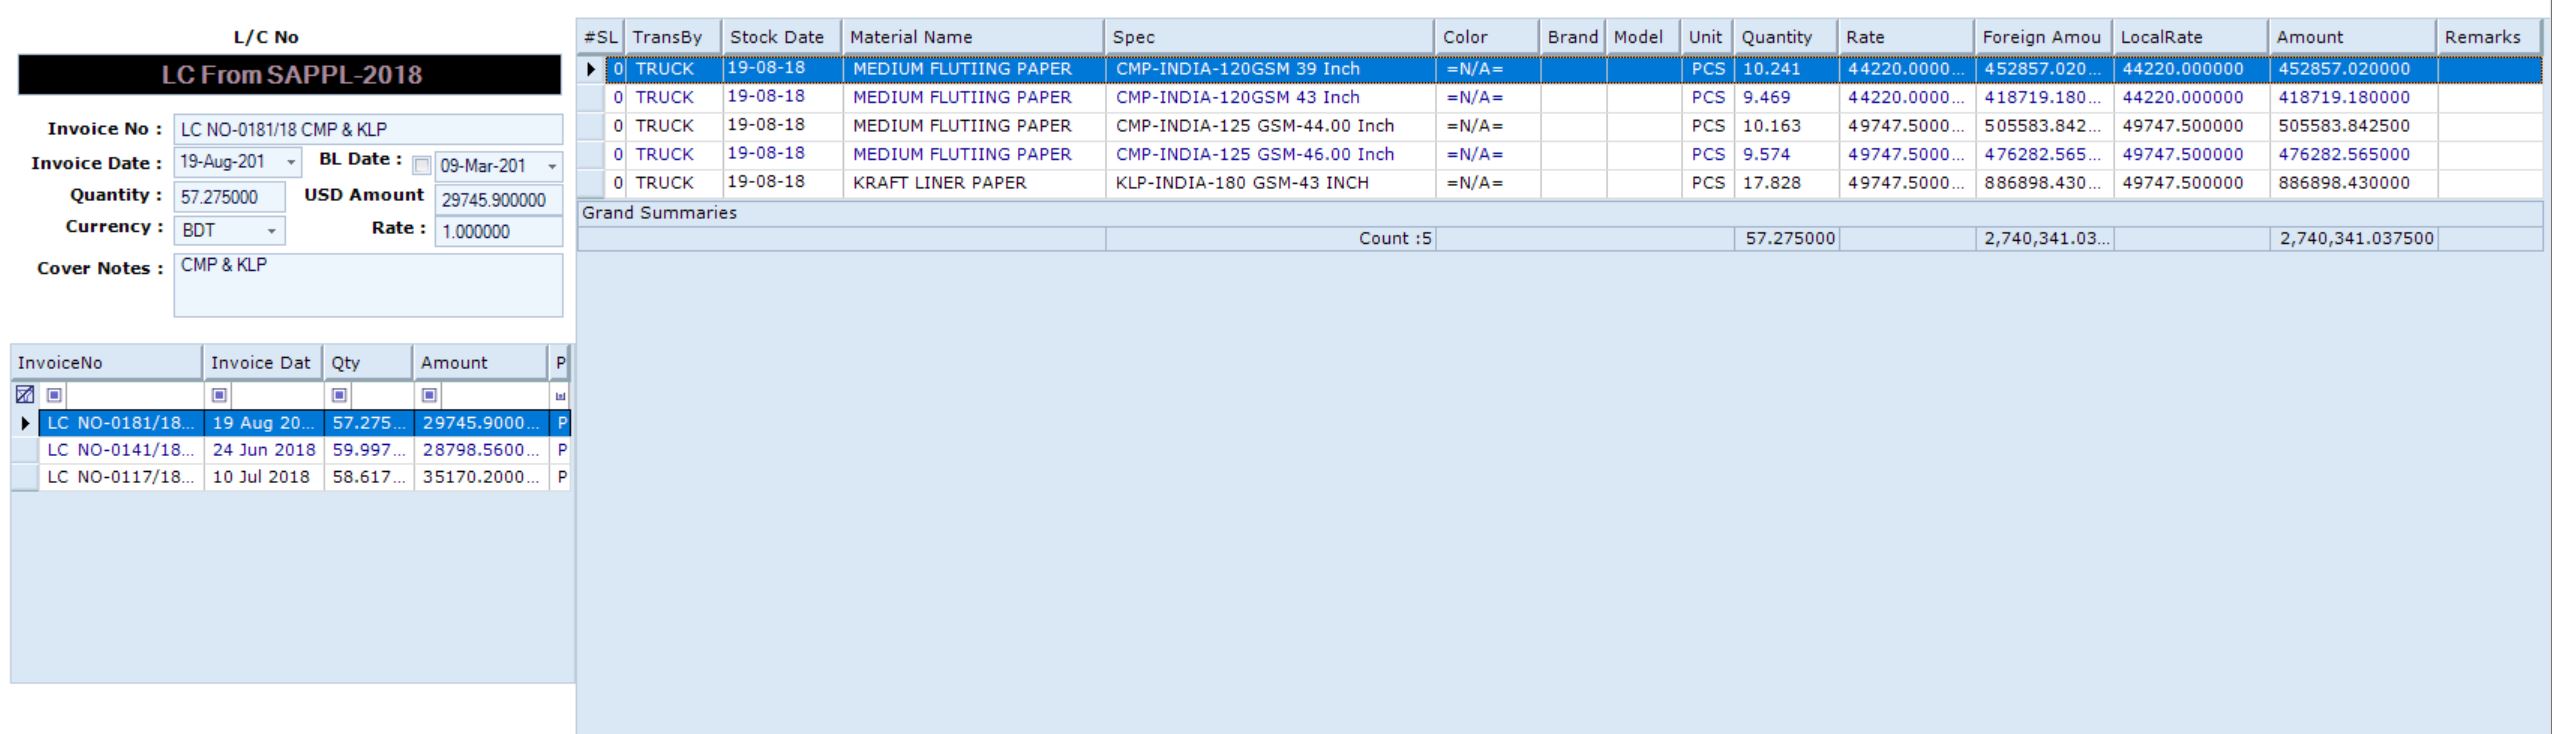 L/C No
LC From SAPPL-2018
Invoice No : LC NO-0181/18 CMP & KLP
Invoice Date : 19-Aug-201 BL Date : 09-Mar-201
Quantity : 57.275000 USD Amount 29745.900000
Currency : BDT Rate : 1.000000
Cover Notes : CMP & KLP
InvoiceNo Invoice Dat Qty Amount P
LC NO-0181/18... 19 Aug 20... 57.275... 29745.9000... P
LC NO-0141/18... 24 Jun 2018 59.997... 28798.5600... P
LC NO-0117/18... 10 Jul 2018 58.617... 35170.2000... P
#SL TransBy Stock Date Material Name Spec Color Brand Model Unit Quantity Rate Foreign Amou LocalRate Amount Remarks
0 TRUCK 19-08-18 MEDIUM FLUTIING PAPER CMP-INDIA-120GSM 39 Inch =N/A= PCS 10.241 44220.0000... 452857.020... 44220.000000 452857.020000
0 TRUCK 19-08-18 MEDIUM FLUTIING PAPER CMP-INDIA-120GSM 43 Inch =N/A= PCS 9.469 44220.0000... 418719.180... 44220.000000 418719.180000
0 TRUCK 19-08-18 MEDIUM FLUTIING PAPER CMP-INDIA-125 GSM-44.00 Inch =N/A= PCS 10.163 49747.5000... 505583.842... 49747.500000 505583.842500
0 TRUCK 19-08-18 MEDIUM FLUTIING PAPER CMP-INDIA-125 GSM-46.00 Inch =N/A= PCS 9.574 49747.5000... 476282.565... 49747.500000 476282.565000
0 TRUCK 19-08-18 KRAFT LINER PAPER KLP-INDIA-180 GSM-43 INCH =N/A= PCS 17.828 49747.5000... 886898.430... 49747.500000 886898.430000
Grand Summaries
Count :5 57.275000 2,740,341.03... 2,740,341.037500